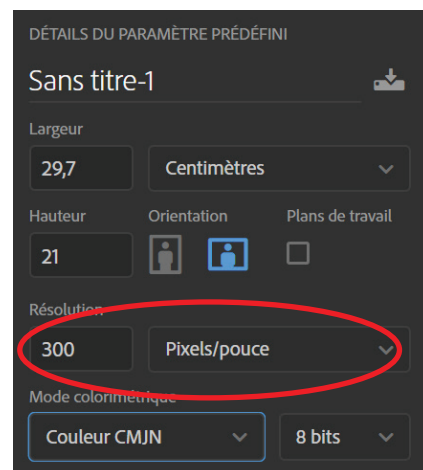 DÉTAILS DU PARAMÈTRE PRÉDÉFINI
Sans titre-1
Largeur
29,7 Centimètres
Hauteur Orientation Plans de travail
21
Résolution
300 Pixels/pouce
Mode colorimétrique
Couleur CMJN 8 bits